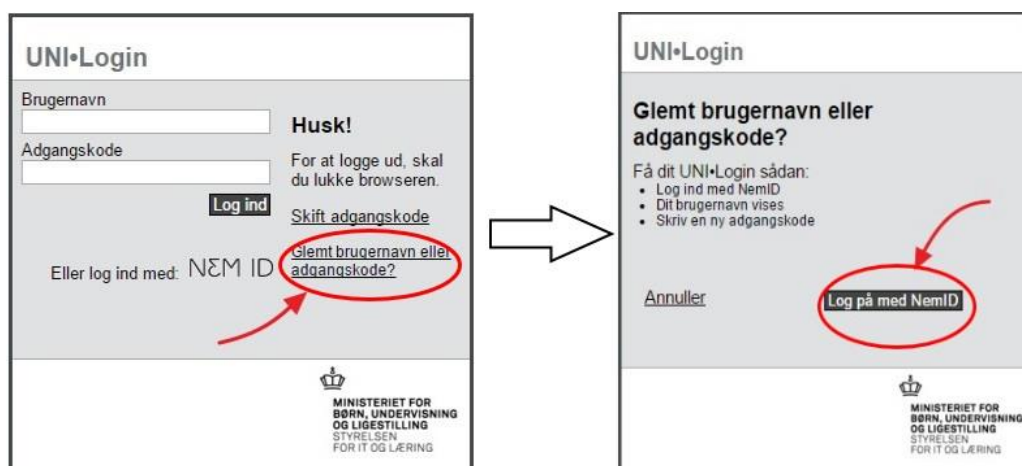 UNI•Login
Brugernavn
Adgangskode
Log ind
Eller log ind med: NEM ID
Husk!
For at logge ud, skal
du lukke browseren.
Skift adgangskode
Glemt brugernavn eller
adgangskode?
MINISTERIET FOR
BØRN, UNDERVISNING
OG LIGESTILLING
STYRELSEN
FOR IT OG LÆRING
UNI•Login
Glemt brugernavn eller
adgangskode?
Få dit UNI•Login sådan:
• Log ind med NemID
• Dit brugernavn vises
• Skriv en ny adgangskode
Annuller
Log på med NemID
MINISTERIET FOR
BØRN, UNDERVISNING
OG LIGESTILLING
STYRELSEN
FOR IT OG LÆRING